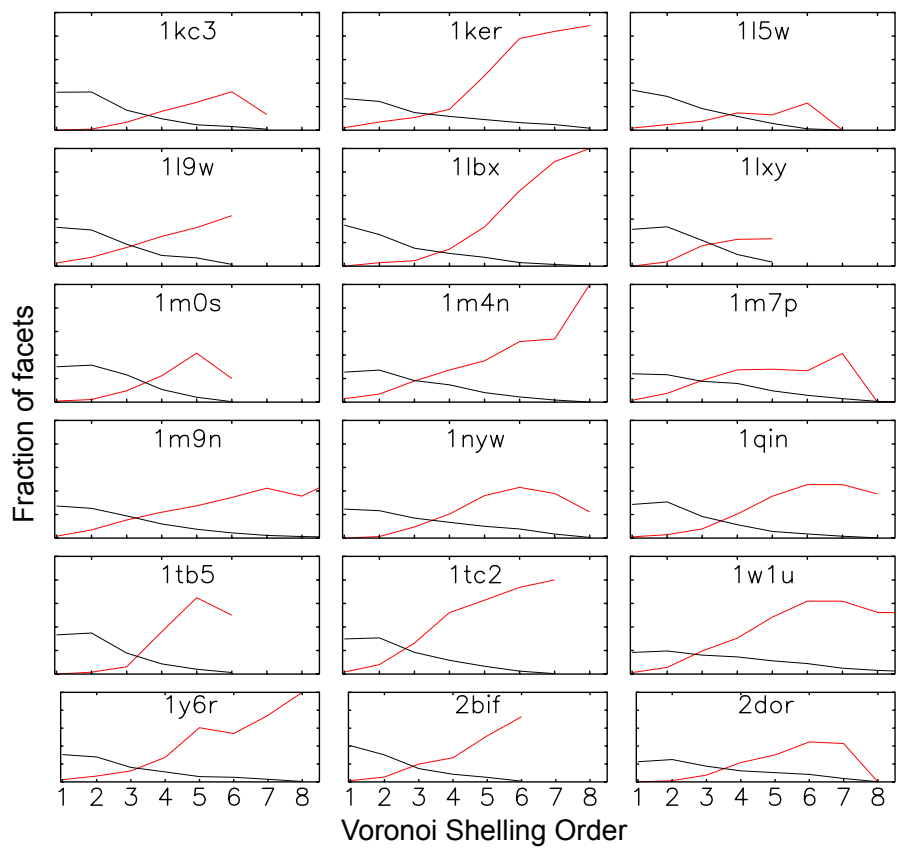 1kc3 1ker 1l5w
1l9w 1lbx 1lxy
1m0s 1m4n 1m7p
1m9n 1nyw 1qin
1tb5 1tc2 1w1u
1y6r 2bif 2dor
1 2 3 4 5 6 7 8 1 2 3 4 5 6 7 8 1 2 3 4 5 6 7 8
Voronoi Shelling Order
Fraction of facets